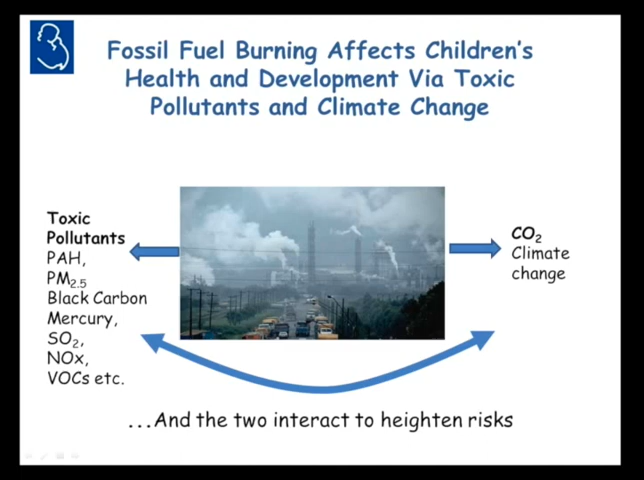 Fossil Fuel Burning Affects Children's
Health and Development Via Toxic
Pollutants and Climate Change
Toxic
Pollutants
PAH,
PM2.5
Black Carbon
Mercury,
SO2,
NOx,
VOCs etc.
CO2
Climate
change
...And the two interact to heighten risks